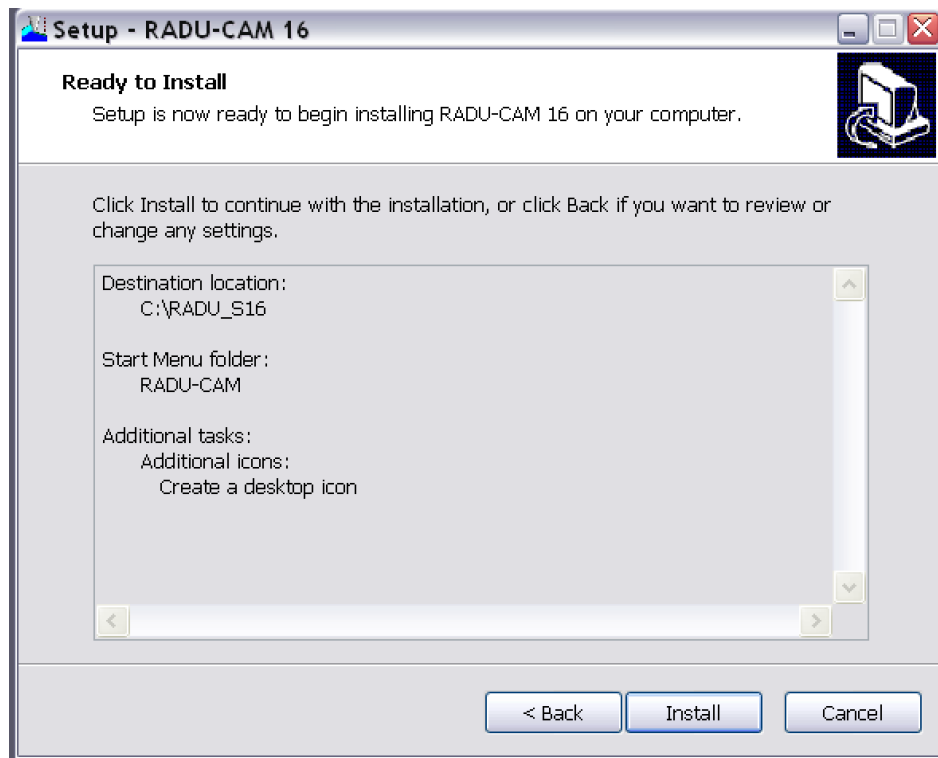 Setup - RADU-CAM 16
Ready to Install
Setup is now ready to begin installing RADU-CAM 16 on your computer.
Click Install to continue with the installation, or click Back if you want to review or
change any settings.
Destination location:
C:\RADU_S16
Start Menu folder:
RADU-CAM
Additional tasks:
Additional icons:
Create a desktop icon
< Back
Install
Cancel